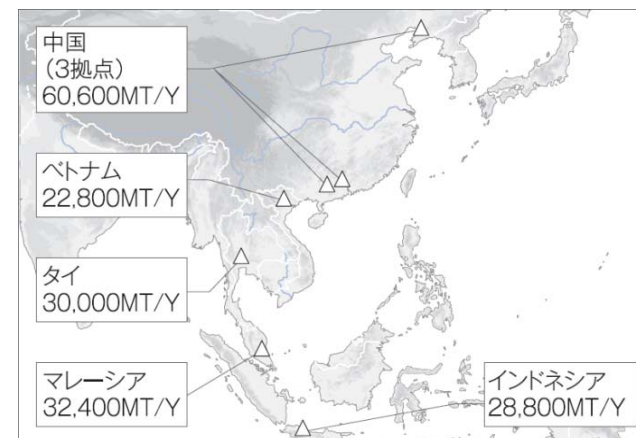 中国
（3拠点）
60,600MT/Y
ベトナム
22,800MT/Y
タイ
30,000MT/Y
マレーシア
32,400MT/Y
インドネシア
28,800MT/Y